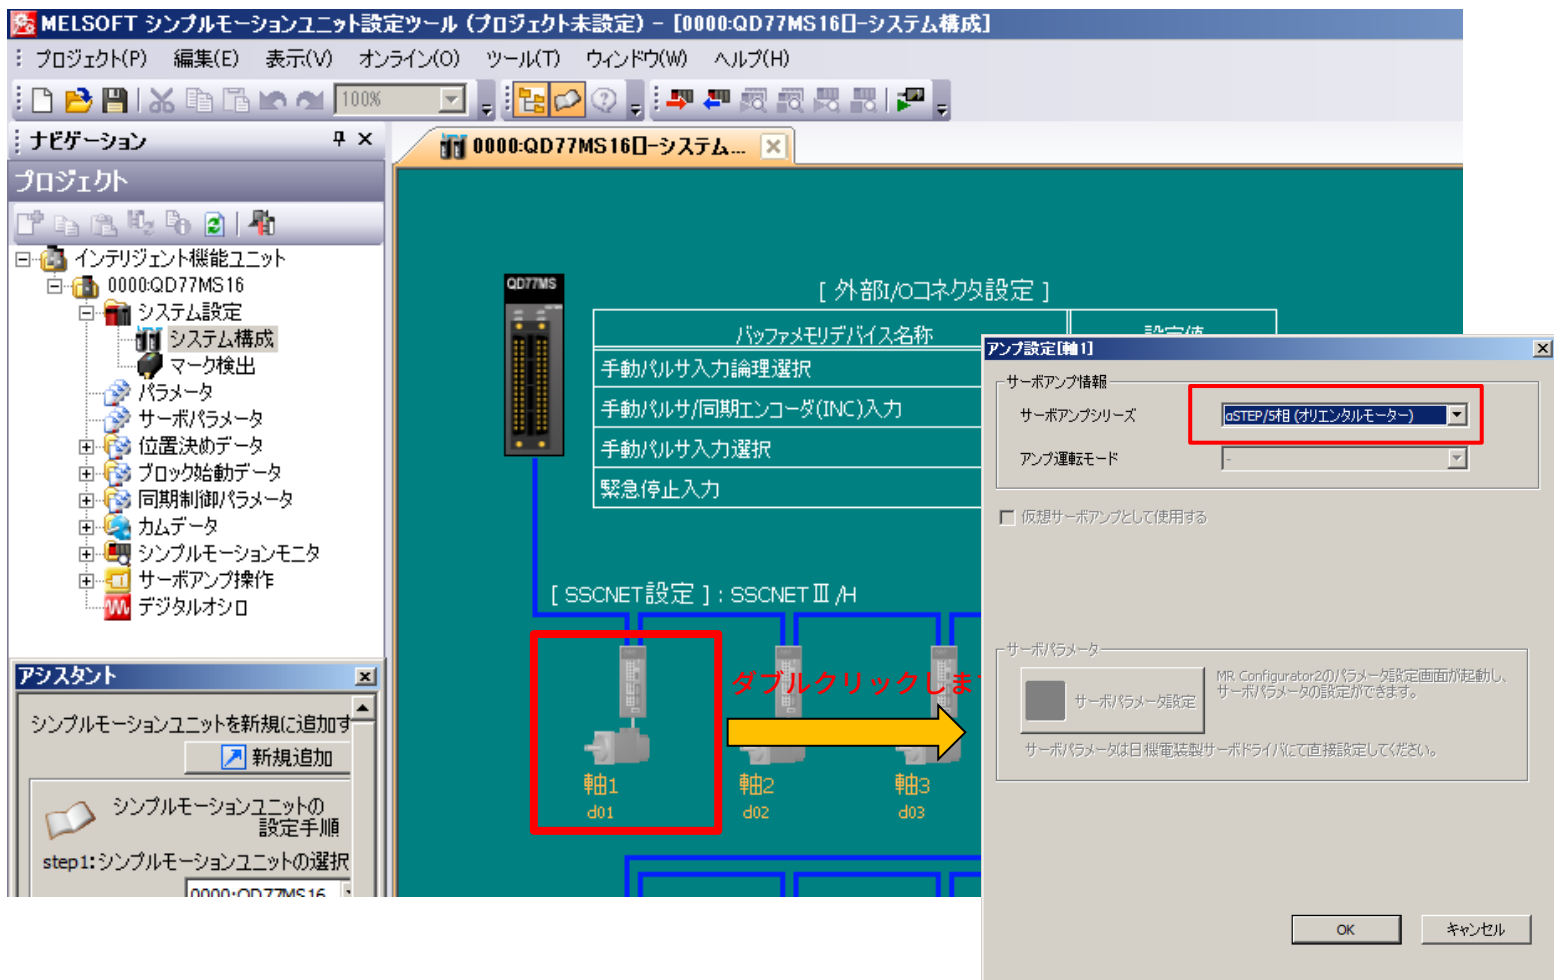 MELSOFT シンプルモーションユニット設定ツール (プロジェクト未設定) - [0000:QD77MS16[]-システム構成]
プロジェクト(P) 編集(E) 表示(V) オンライン(O) ツール(T) ウィンドウ(W) ヘルプ(H)
100%
ナビゲーション
0000:QD77MS16[]-システム...
プロジェクト
インテリジェント機能ユニット
0000:QD77MS16
システム設定
システム構成
マーク検出
パラメータ
サーボパラメータ
位置決めデータ
ブロック始動データ
同期制御パラメータ
カムデータ
シンプルモーションモニタ
サーボアンプ操作
デジタルオシロ
アシスタント
シンプルモーションユニットを新規に追加す
新規追加
シンプルモーションユニットの
設定手順
step1:シンプルモーションユニットの選択
0000:QD77MS16
QD77MS
[ 外部I/Oコネクタ設定 ]
バッファメモリデバイス名称
設定値
手動パルサ入力論理選択
手動パルサ/同期エンコーダ(INC)入力
手動パルサ入力選択
緊急停止入力
[ SSCNET設定 ] : SSCNETⅢ/H
ダブルクリックしま
軸1
d01
軸2
d02
軸3
d03
アンプ設定[軸1]
サーボアンプ情報
サーボアンプシリーズ
αSTEP/5相 (オリエンタルモーター)
アンプ運転モード
-
仮想サーボアンプとして使用する
サーボパラメータ
サーボパラメータ設定
MR Configurator2のパラメータ設定画面が起動し、
サーボパラメータの設定ができます。
サーボパラメータは日機電装製サーボドライバにて直接設定してください。
OK
キャンセル